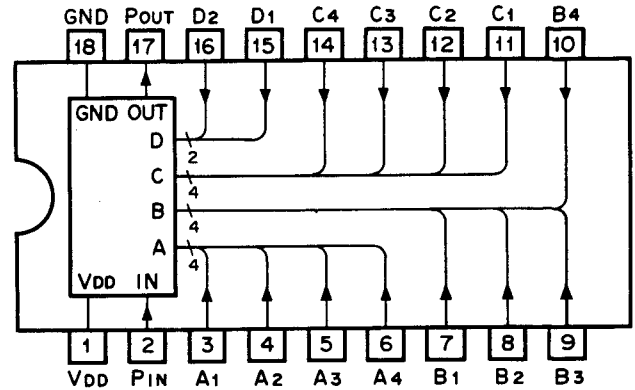 GND POUT D2 D1 C4 C3 C2 C1 B4
18 17 16 15 14 13 12 11 10
GND OUT
D 2
C 4
B 4
A 4
VDD IN
1 2 3 4 5 6 7 8 9
VDD PIN A1 A2 A3 A4 B1 B2 B3